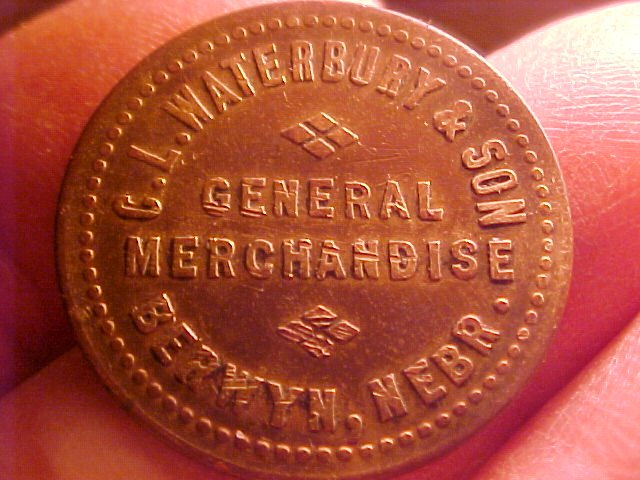 C. L. WATERBURY & SON
GENERAL
MERCHANDISE
BERWYN, NEBR.